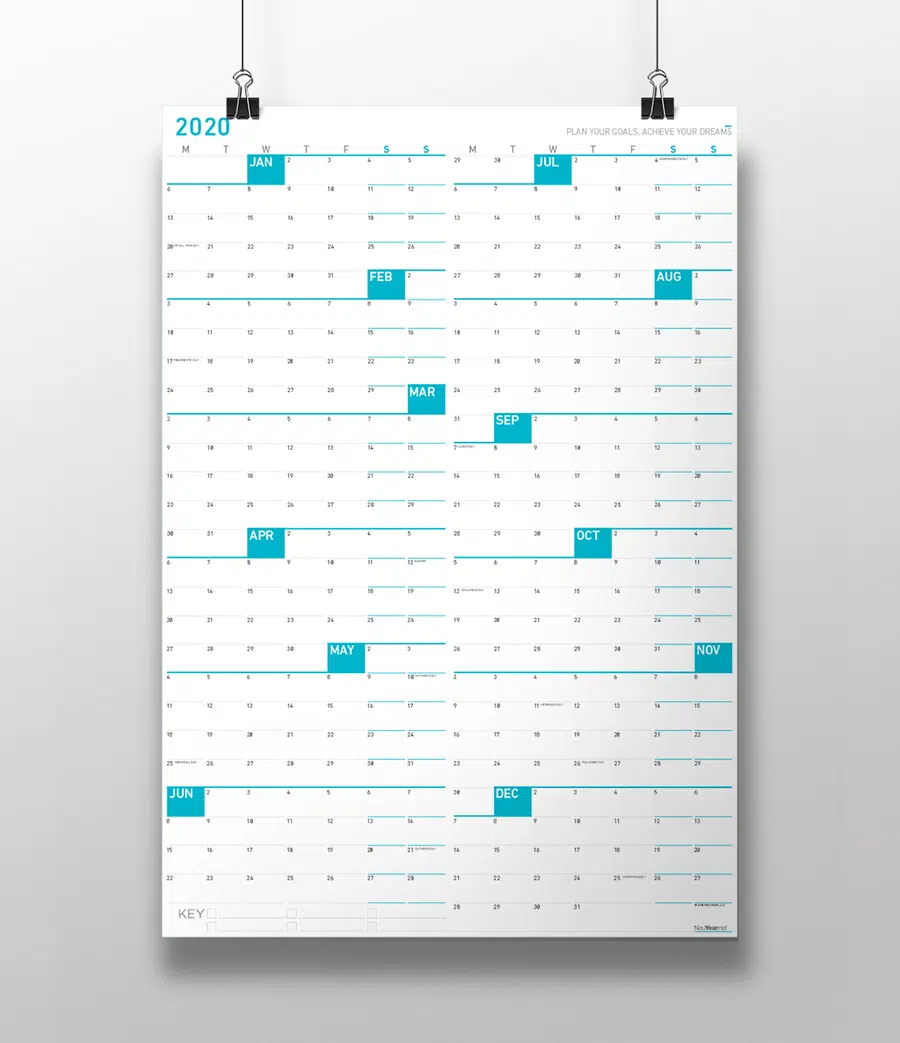 2020
PLAN YOUR GOALS, ACHIEVE YOUR DREAMS
M T W T F S S
JAN 2 3 4 5
6 7 8 9 10 11 12
13 14 15 16 17 18 19
20 21 22 23 24 25 26
27 28 29 30 31 FEB 2
3 4 5 6 7 8 9
10 11 12 13 14 15 16
17 18 19 20 21 22 23
24 25 26 27 28 29 MAR
2 3 4 5 6 7 8
9 10 11 12 13 14 15
16 17 18 19 20 21 22
23 24 25 26 27 28 29
30 31 APR 2 3 4 5
6 7 8 9 10 11 12
13 14 15 16 17 18 19
20 21 22 23 24 25 26
27 28 29 30 MAY 2 3
4 5 6 7 8 9 10
11 12 13 14 15 16 17
18 19 20 21 22 23 24
25 26 27 28 29 30 31
JUN 2 3 4 5 6 7
8 9 10 11 12 13 14
15 16 17 18 19 20 21
22 23 24 25 26 27 28
KEY
M T W T F S S
29 30 JUL 2 3 4 5
6 7 8 9 10 11 12
13 14 15 16 17 18 19
20 21 22 23 24 25 26
27 28 29 30 31 AUG 2
3 4 5 6 7 8 9
10 11 12 13 14 15 16
17 18 19 20 21 22 23
24 25 26 27 28 29 30
31 SEP 2 3 4 5 6
7 8 9 10 11 12 13
14 15 16 17 18 19 20
21 22 23 24 25 26 27
28 29 30 OCT 2 3 4
5 6 7 8 9 10 11
12 13 14 15 16 17 18
19 20 21 22 23 24 25
26 27 28 29 30 31 NOV
2 3 4 5 6 7 8
9 10 11 12 13 14 15
16 17 18 19 20 21 22
23 24 25 26 27 28 29
30 DEC 2 3 4 5 6
7 8 9 10 11 12 13
14 15 16 17 18 19 20
21 22 23 24 25 26 27
28 29 30 31
NeuYear.net